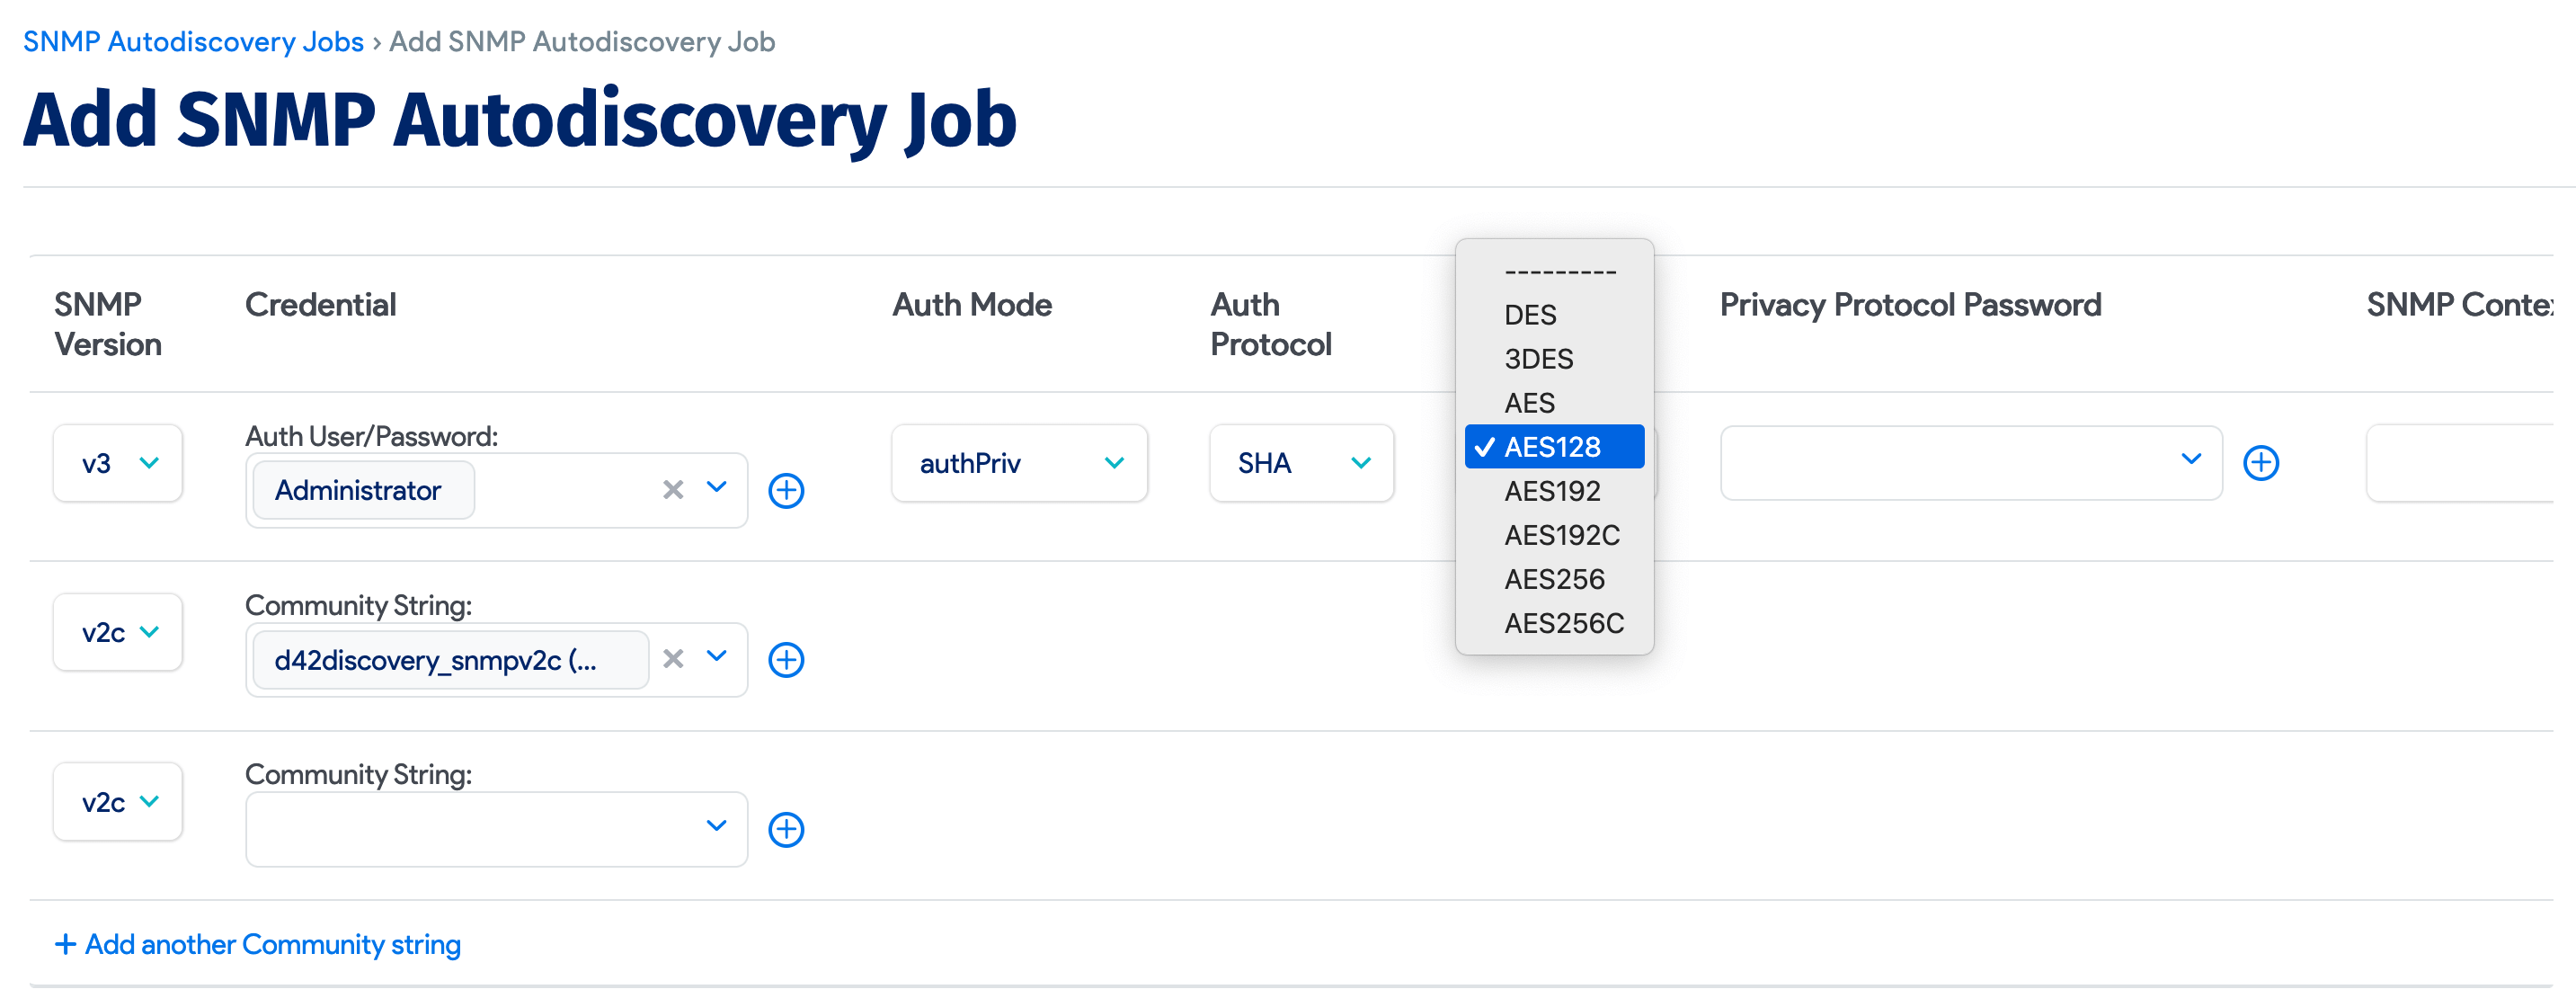 SNMP Autodiscovery Jobs › Add SNMP Autodiscovery Job
Add SNMP Autodiscovery Job
SNMP Version
Credential
Auth Mode
Auth Protocol
Privacy Protocol Password
SNMP Contex
---------
DES
3DES
AES
AES128
AES192
AES192C
AES256
AES256C
v3
Auth User/Password:
Administrator
authPriv
SHA
v2c
Community String:
d42discovery_snmpv2c (...
v2c
Community String:
Add another Community string